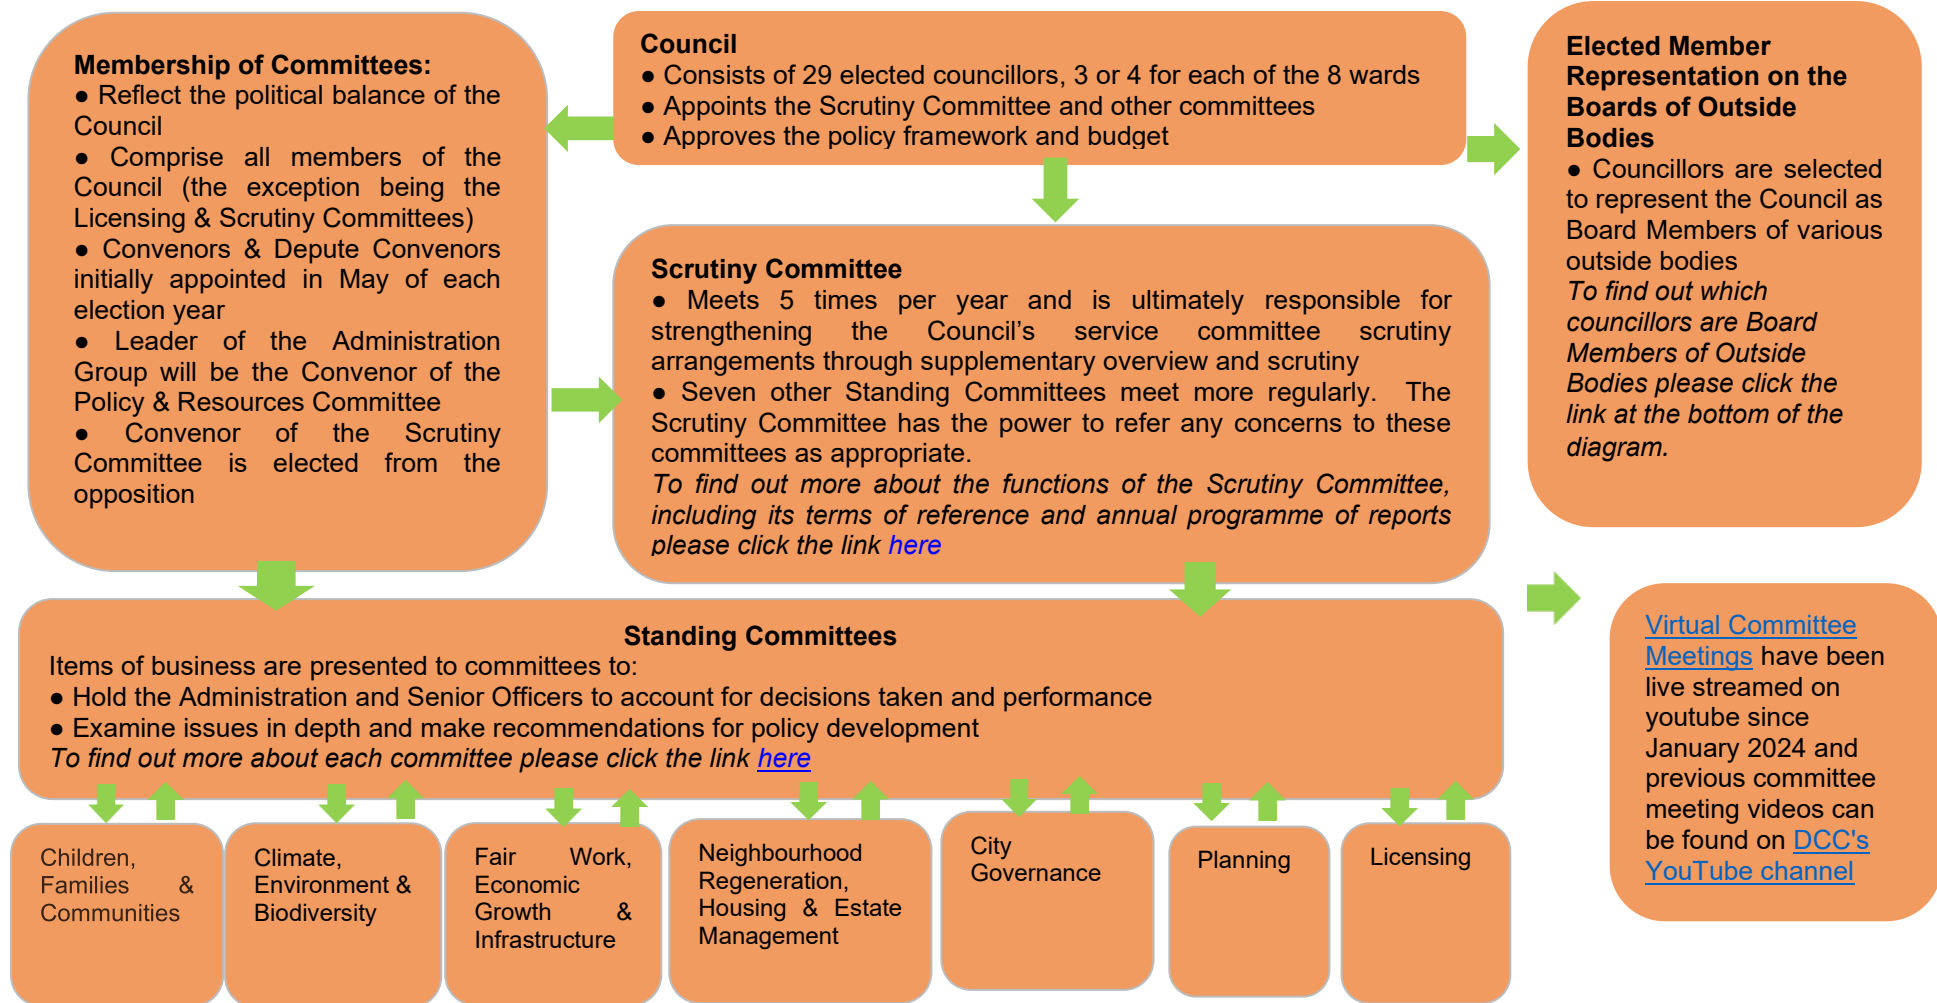 Membership of Committees:
● Reflect the political balance of the
Council
● Comprise all members of the
Council (the exception being the
Licensing & Scrutiny Committees)
● Convenors & Depute Convenors
initially appointed in May of each
election year
● Leader of the Administration
Group will be the Convenor of the
Policy & Resources Committee
● Convenor of the Scrutiny
Committee is elected from the
opposition
Council
● Consists of 29 elected councillors, 3 or 4 for each of the 8 wards
● Appoints the Scrutiny Committee and other committees
● Approves the policy framework and budget
Elected Member
Representation on the
Boards of Outside
Bodies
● Councillors are selected
to represent the Council as
Board Members of various
outside bodies
To find out which
councillors are Board
Members of Outside
Bodies please click the
link at the bottom of the
diagram.
Scrutiny Committee
● Meets 5 times per year and is ultimately responsible for
strengthening the Council’s service committee scrutiny
arrangements through supplementary overview and scrutiny
● Seven other Standing Committees meet more regularly. The
Scrutiny Committee has the power to refer any concerns to these
committees as appropriate.
To find out more about the functions of the Scrutiny Committee,
including its terms of reference and annual programme of reports
please click the link here
Standing Committees
Items of business are presented to committees to:
● Hold the Administration and Senior Officers to account for decisions taken and performance
● Examine issues in depth and make recommendations for policy development
To find out more about each committee please click the link here
Virtual Committee
Meetings have been
live streamed on
youtube since
January 2024 and
previous committee
meeting videos can
be found on DCC's
YouTube channel
Children,
Families &
Communities
Climate,
Environment &
Biodiversity
Fair Work,
Economic
Growth &
Infrastructure
Neighbourhood
Regeneration,
Housing & Estate
Management
City
Governance
Planning
Licensing